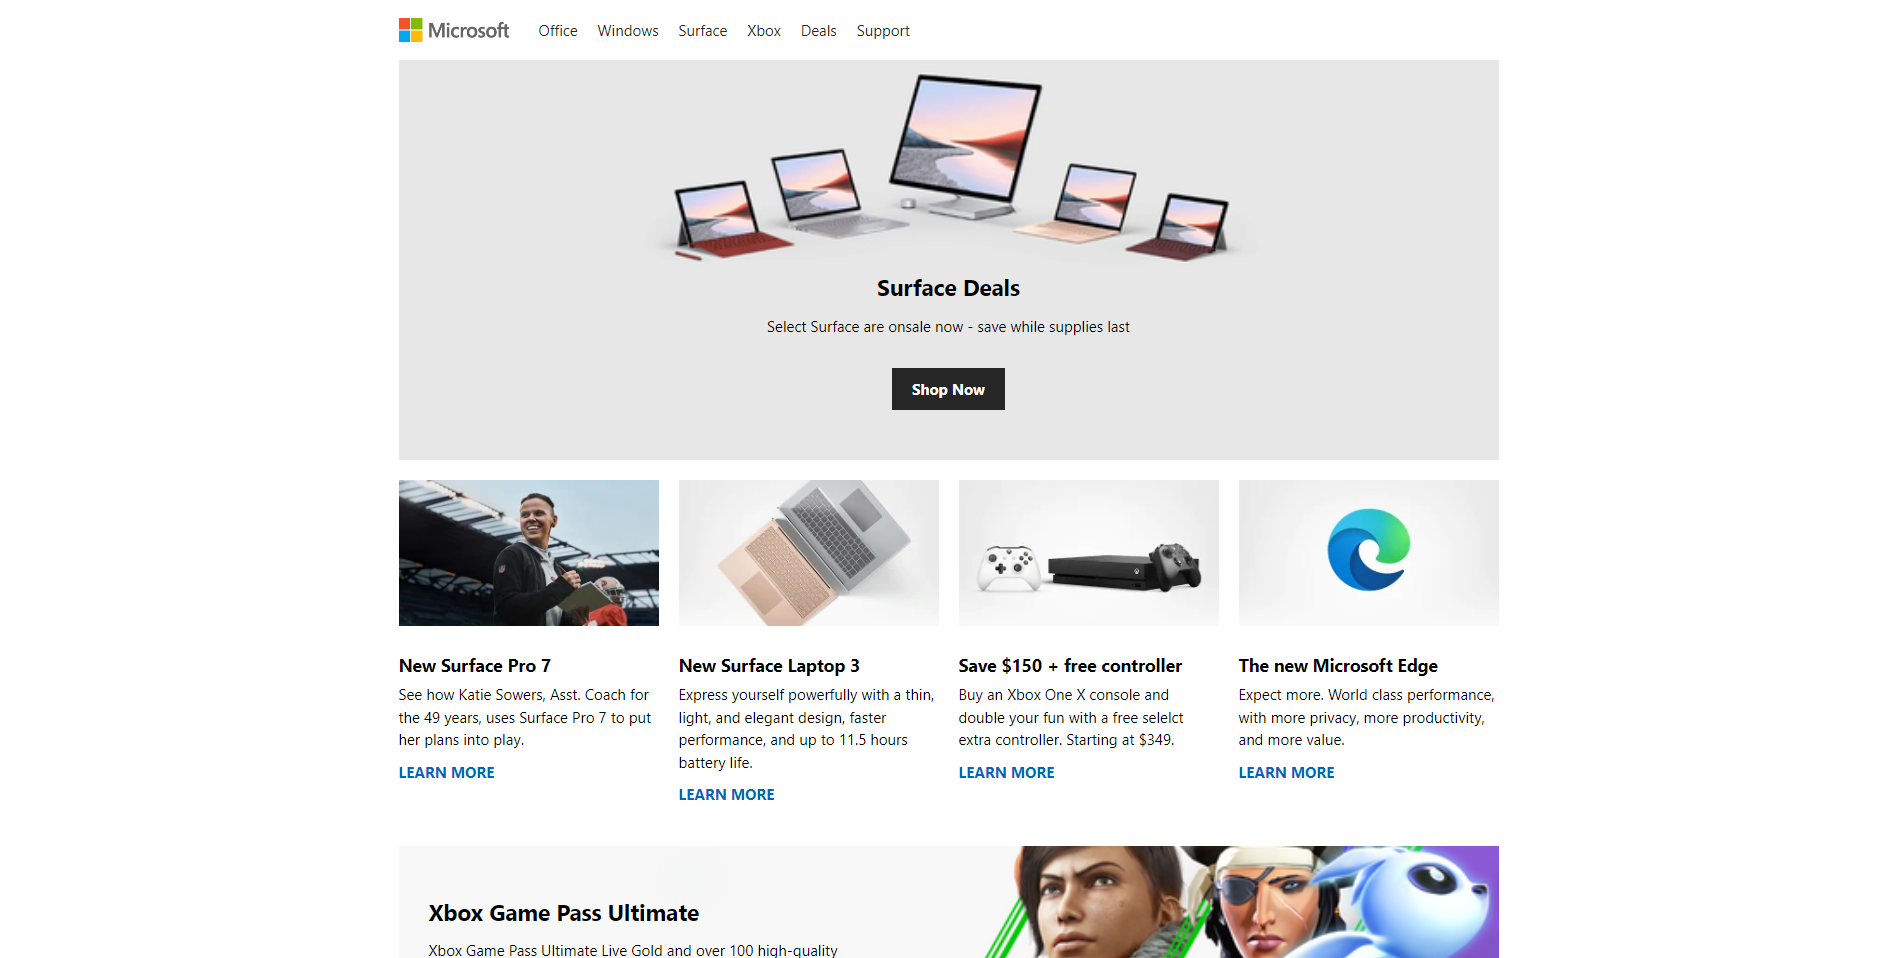 Microsoft
Office Windows Surface Xbox Deals Support
Surface Deals
Select Surface are onsale now - save while supplies last
Shop Now
New Surface Pro 7
See how Katie Sowers, Asst. Coach for
the 49 years, uses Surface Pro 7 to put
her plans into play.
LEARN MORE
New Surface Laptop 3
Express yourself powerfully with a thin,
light, and elegant design, faster
performance, and up to 11.5 hours
battery life.
LEARN MORE
Save $150 + free controller
Buy an Xbox One X console and
double your fun with a free selelct
extra controller. Starting at $349.
LEARN MORE
The new Microsoft Edge
Expect more. World class performance,
with more privacy, more productivity,
and more value.
LEARN MORE
Xbox Game Pass Ultimate
Xbox Game Pass Ultimate Live Gold and over 100 high-quality